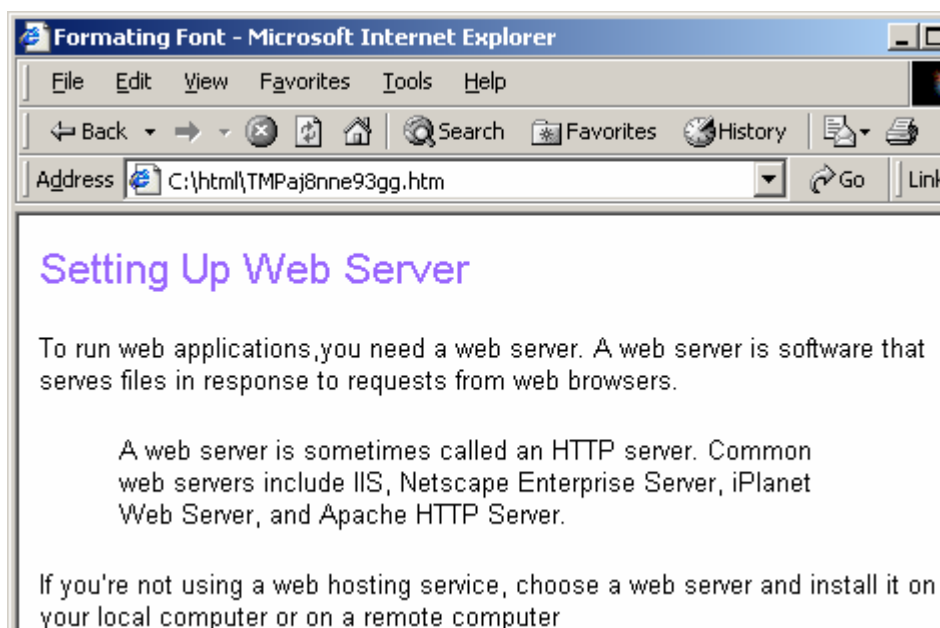 Formating Font - Microsoft Internet Explorer
File Edit View Favorites Tools Help
Back Search Favorites History
Address C:\html\TMPaj8nne93gg.htm Go
Setting Up Web Server
To run web applications,you need a web server. A web server is software that
serves files in response to requests from web browsers.
A web server is sometimes called an HTTP server. Common
web servers include IIS, Netscape Enterprise Server, iPlanet
Web Server, and Apache HTTP Server.
If you're not using a web hosting service, choose a web server and install it on
your local computer or on a remote computer